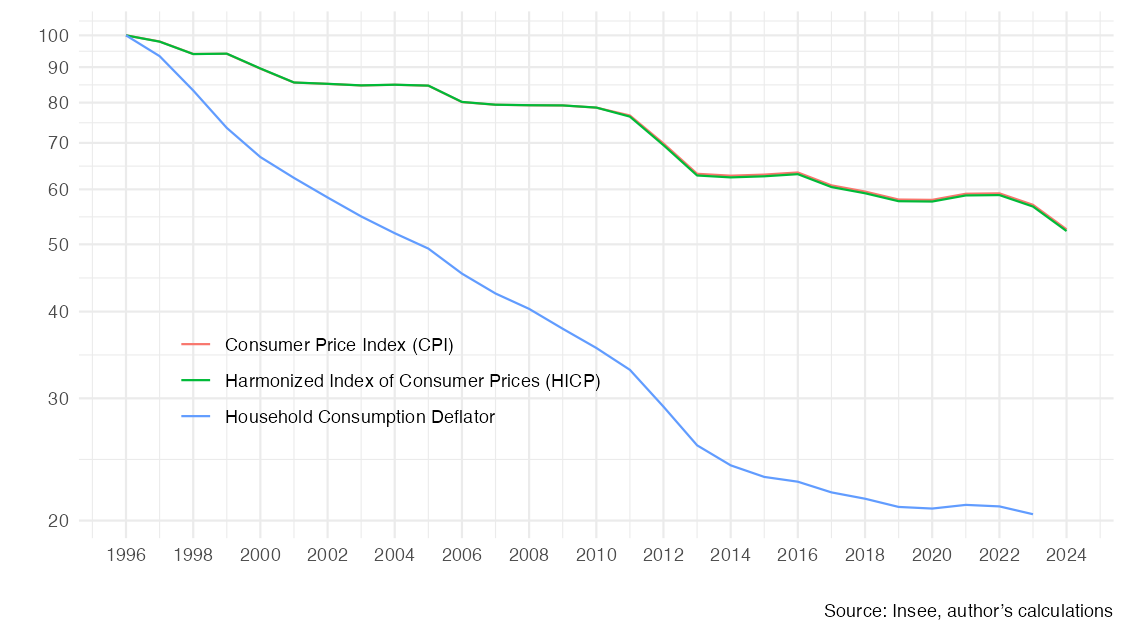 100
90
80
70
60
50
40
30
20
Consumer Price Index (CPI)
Harmonized Index of Consumer Prices (HICP)
Household Consumption Deflator
1996 1998 2000 2002 2004 2006 2008 2010 2012 2014 2016 2018 2020 2022 2024
Source: Insee, author's calculations